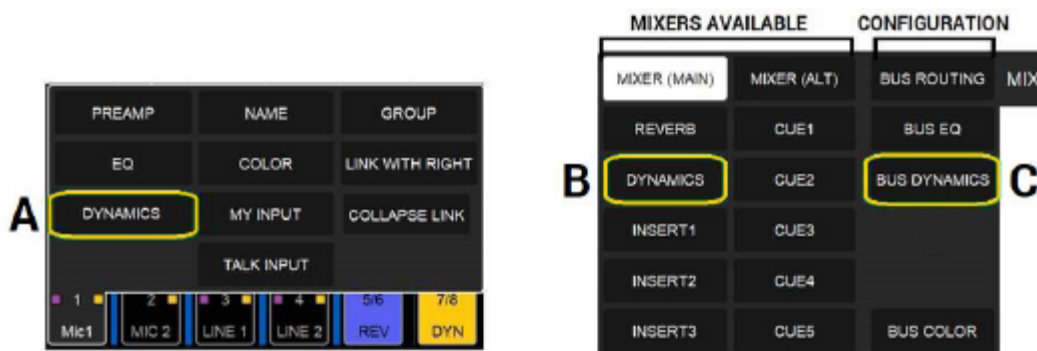 MIXERS AVAILABLE CONFIGURATION
MIXER (MAIN) MIXER (ALT) BUS ROUTING MIX
PREAMP NAME GROUP
REVERB CUE1 BUS EQ
EQ COLOR LINK WITH RIGHT
B DYNAMICS CUE2 BUS DYNAMICS C
A DYNAMICS MY INPUT COLLAPSE LINK
INSERT1 CUE3
TALK INPUT
INSERT2 CUE4
1 2 3 4 5/6 7/8
Mic1 MIC 2 LINE 1 LINE 2 REV DYN
INSERT3 CUE5 BUS COLOR